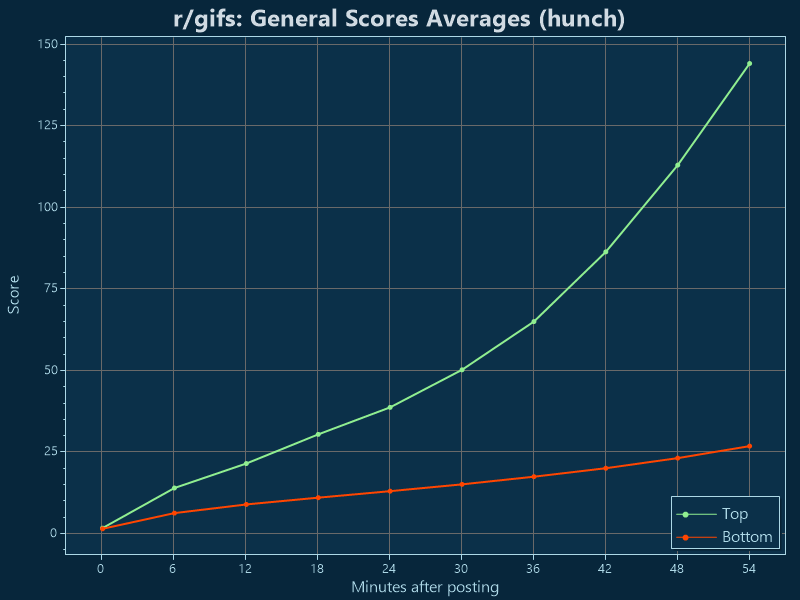 r/gifs: General Scores Averages (hunch)
150
125
100
75
50
25
0
Score
0 6 12 18 24 30 36 42 48 54
Minutes after posting
Top
Bottom